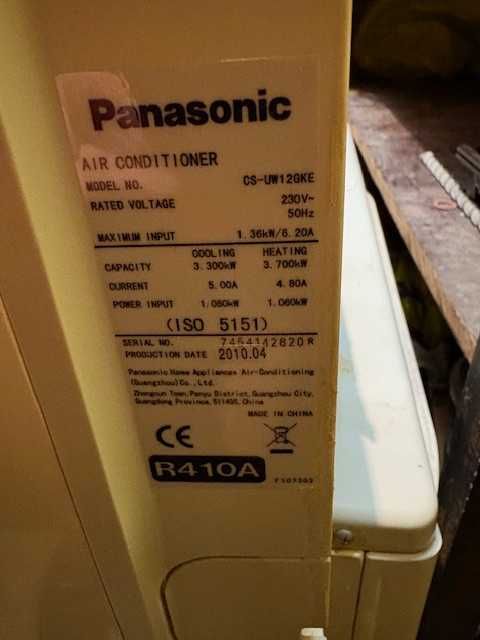 Panasonic
AIR CONDITIONER
MODEL NO. CS-UW12GKE
RATED VOLTAGE 230V~
50Hz
MAXIMUM INPUT 1.36kW/6.20A
COOLING HEATING
CAPACITY 3.300kW 3.700kW
CURRENT 5.00A 4.80A
POWER INPUT 1.060kW 1.060kW
(ISO 5151)
SERIAL NO. 7454142820 R
PRODUCTION DATE 2010.04
Panasonic Home Appliances Air-Conditioning
(Guangzhou) Co., Ltd.
Zhongcun Town, Panyu District, Guangzhou City,
Guangdong Province, 511495, China
MADE IN CHINA
CE
R410A